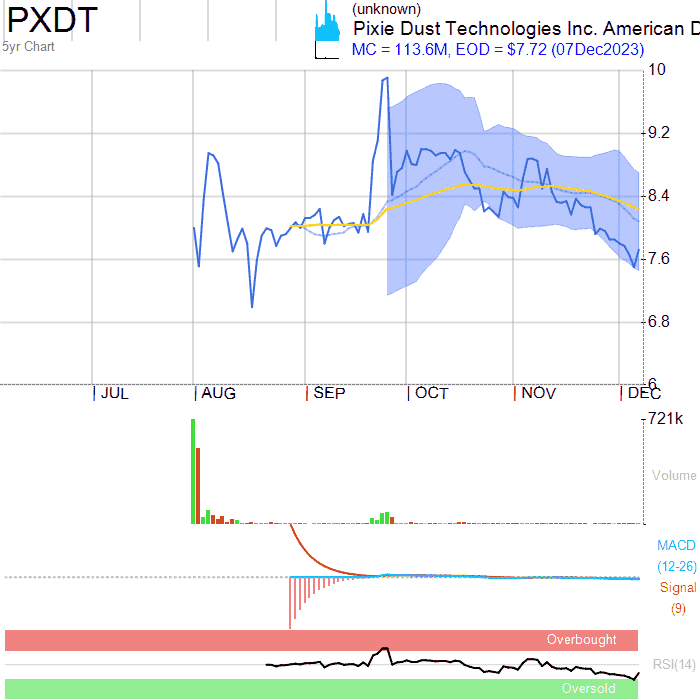 PXDT
(unknown)
Pixie Dust Technologies Inc. American D
5yr Chart
MC = 113.6M, EOD = $7.72 (07Dec2023)
10
9.2
8.4
7.6
6.8
6
JUL AUG SEP OCT NOV DEC
721k
Volume
MACD
(12-26)
Signal
(9)
Overbought
RSI(14)
Oversold